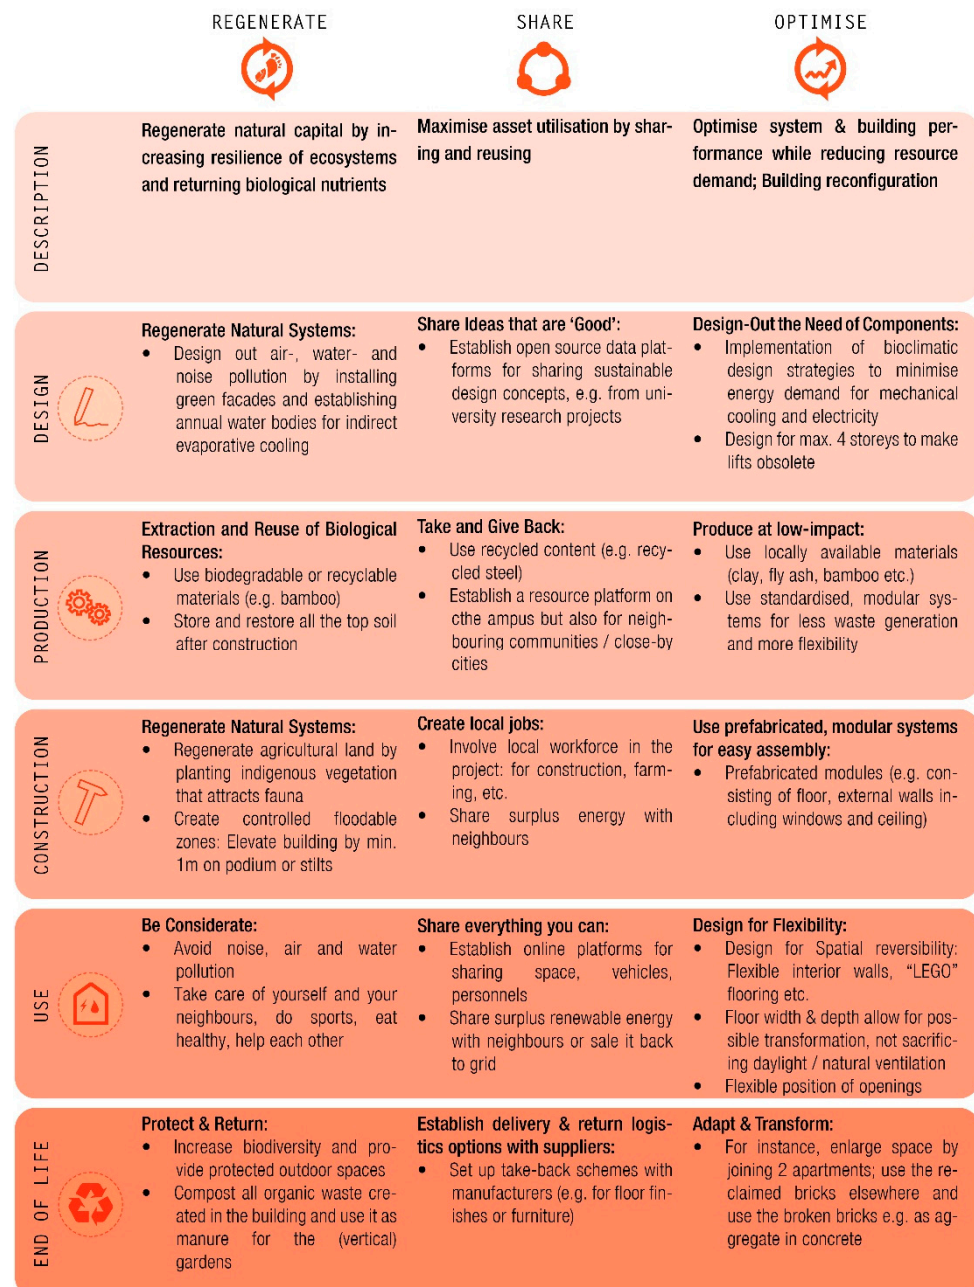 REGENERATE
SHARE
OPTIMISE
DESCRIPTION
Regenerate natural capital by in-
creasing resilience of ecosystems
and returning biological nutrients
Maximise asset utilisation by shar-
ing and reusing
Optimise system & building per-
formance while reducing resource
demand; Building reconfiguration
DESIGN
Regenerate Natural Systems:
• Design out air-, water- and
noise pollution by installing
green facades and establishing
annual water bodies for indirect
evaporative cooling
Share Ideas that are ‘Good’:
• Establish open source data plat-
forms for sharing sustainable
design concepts, e.g. from uni-
versity research projects
Design-Out the Need of Components:
• Implementation of bioclimatic
design strategies to minimise
energy demand for mechanical
cooling and electricity
• Design for max. 4 storeys to make
lifts obsolete
PRODUCTION
Extraction and Reuse of Biological
Resources:
• Use biodegradable or recyclable
materials (e.g. bamboo)
• Store and restore all the top soil
after construction
Take and Give Back:
• Use recycled content (e.g. recy-
cled steel)
• Establish a resource platform on
cthe ampus but also for neigh-
bouring communities / close-by
cities
Produce at low-impact:
• Use locally available materials
(clay, fly ash, bamboo etc.)
• Use standardised, modular sys-
tems for less waste generation
and more flexibility
CONSTRUCTION
Regenerate Natural Systems:
• Regenerate agricultural land by
planting indigenous vegetation
that attracts fauna
• Create controlled floodable
zones: Elevate building by min.
1m on podium or stilts
Create local jobs:
• Involve local workforce in the
project: for construction, farm-
ing, etc.
• Share surplus energy with
neighbours
Use prefabricated, modular systems
for easy assembly:
• Prefabricated modules (e.g. con-
sisting of floor, external walls in-
cluding windows and ceiling)
USE
Be Considerate:
• Avoid noise, air and water
pollution
• Take care of yourself and your
neighbours, do sports, eat
healthy, help each other
Share everything you can:
• Establish online platforms for
sharing space, vehicles,
personnels
• Share surplus renewable energy
with neighbours or sale it back
to grid
Design for Flexibility:
• Design for Spatial reversibility:
Flexible interior walls, “LEGO”
flooring etc.
• Floor width & depth allow for pos-
sible transformation, not sacrific-
ing daylight / natural ventilation
• Flexible position of openings
END OF LIFE
Protect & Return:
• Increase biodiversity and pro-
vide protected outdoor spaces
• Compost all organic waste cre-
ated in the building and use it as
manure for the (vertical)
gardens
Establish delivery & return logis-
tics options with suppliers:
• Set up take-back schemes with
manufacturers (e.g. for floor fin-
ishes or furniture)
Adapt & Transform:
• For instance, enlarge space by
joining 2 apartments; use the re-
claimed bricks elsewhere and
use the broken bricks e.g. as ag-
gregate in concrete